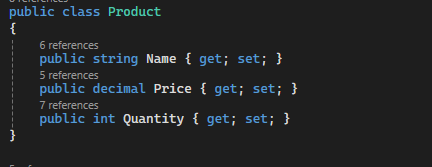 public class Product
{
6 references
public string Name { get; set; }
5 references
public decimal Price { get; set; }
7 references
public int Quantity { get; set; }
}